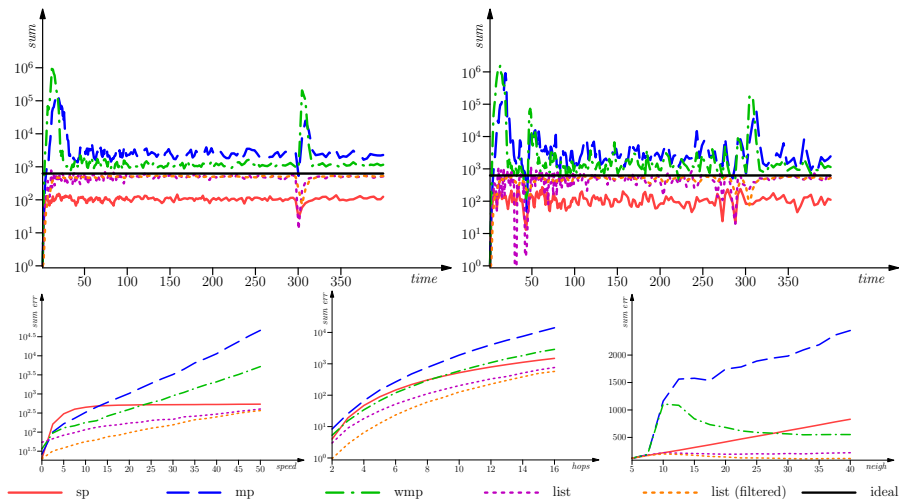 sum
10^6
10^5
10^4
10^3
10^2
10^1
10^0
50 100 150 200 250 300 350 time
sum
10^6
10^5
10^4
10^3
10^2
10^1
10^0
50 100 150 200 250 300 350 time
sum err
10^4.5
10^4
10^3.5
10^3
10^2.5
10^2
10^1.5
0 5 10 15 20 25 30 35 40 45 50 speed
sum err
10^4
10^3
10^2
10^1
10^0
2 4 6 8 10 12 14 16 hops
sum err
2000
1500
1000
500
5 10 15 20 25 30 35 40 neigh
sp mp wmp list list (filtered) ideal